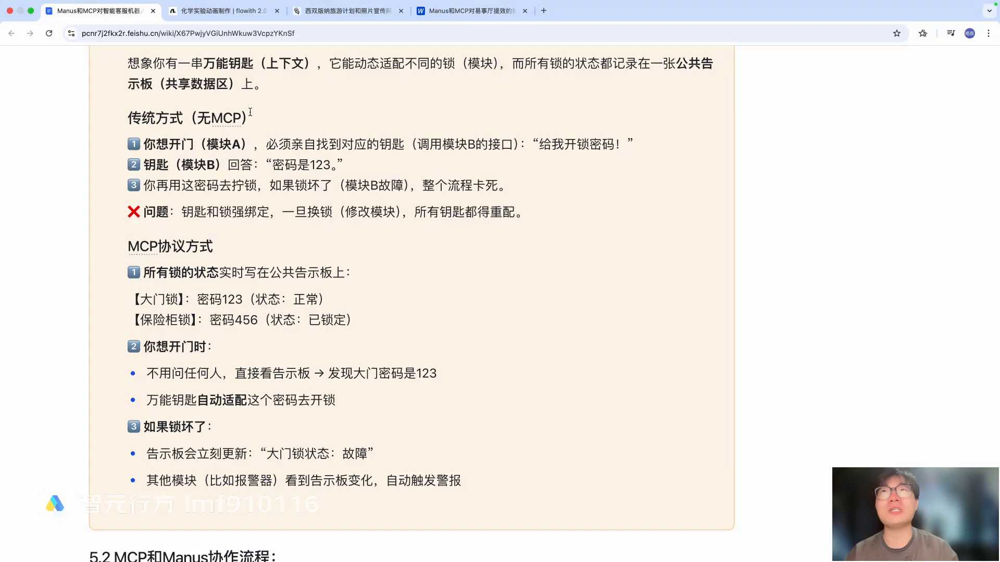 Manus和MCP对智能客服机器人
化学实验动画制作 | flowith 2.0
西双版纳旅游计划和照片宣传网
Manus和MCP对易事厅提效的
pcnr7j2fkx2r.feishu.cn/wiki/X67PwjyVGiUnhWkuw3VcpzYKnSf
皓辰
想象你有一串万能钥匙（上下文），它能动态适配不同的锁（模块），而所有锁的状态都记录在一张公共告
示板（共享数据区）上。
传统方式（无MCP）
1 你想开门（模块A），必须亲自找到对应的钥匙（调用模块B的接口）：“给我开锁密码！”
2 钥匙（模块B）回答：“密码是123。”
3 你再用这密码去拧锁，如果锁坏了（模块B故障），整个流程卡死。
❌ 问题：钥匙和锁强绑定，一旦换锁（修改模块），所有钥匙都得重配。
MCP协议方式
1 所有锁的状态实时写在公共告示板上：
【大门锁】：密码123（状态：正常）
【保险柜锁】：密码456（状态：已锁定）
2 你想开门时：
• 不用问任何人，直接看告示板 → 发现大门密码是123
• 万能钥匙自动适配这个密码去开锁
3 如果锁坏了：
• 告示板会立刻更新：“大门锁状态：故障”
• 其他模块（比如报警器）看到告示板变化，自动触发警报
智元行方 lmf910116
5.2 MCP和Manus协作流程：